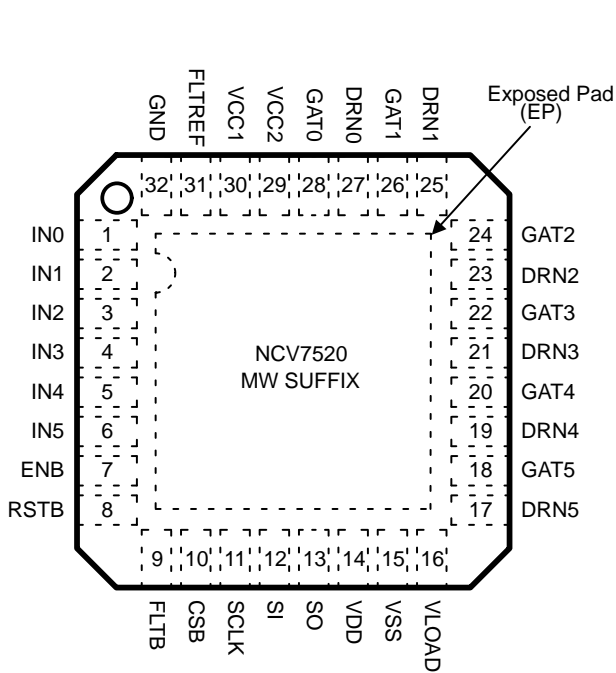 GND
FLTREF
VCC1
VCC2
GAT0
DRN0
GAT1
DRN1
Exposed Pad
(EP)
32 31 30 29 28 27 26 25
IN0 1
IN1 2
IN2 3
IN3 4
IN4 5
IN5 6
ENB 7
RSTB 8
NCV7520
MW SUFFIX
24 GAT2
23 DRN2
22 GAT3
21 DRN3
20 GAT4
19 DRN4
18 GAT5
17 DRN5
9 10 11 12 13 14 15 16
FLTB
CSB
SCLK
SI
SO
VDD
VSS
VLOAD